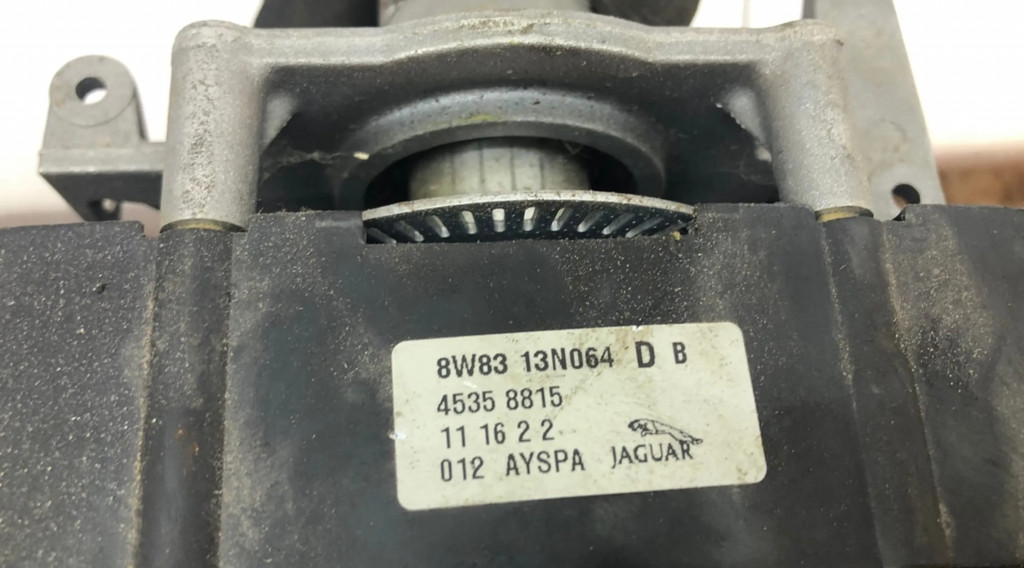 8W83 13N064 D B
4535 8815
11 16 2 2
012 AYSPA JAGUAR